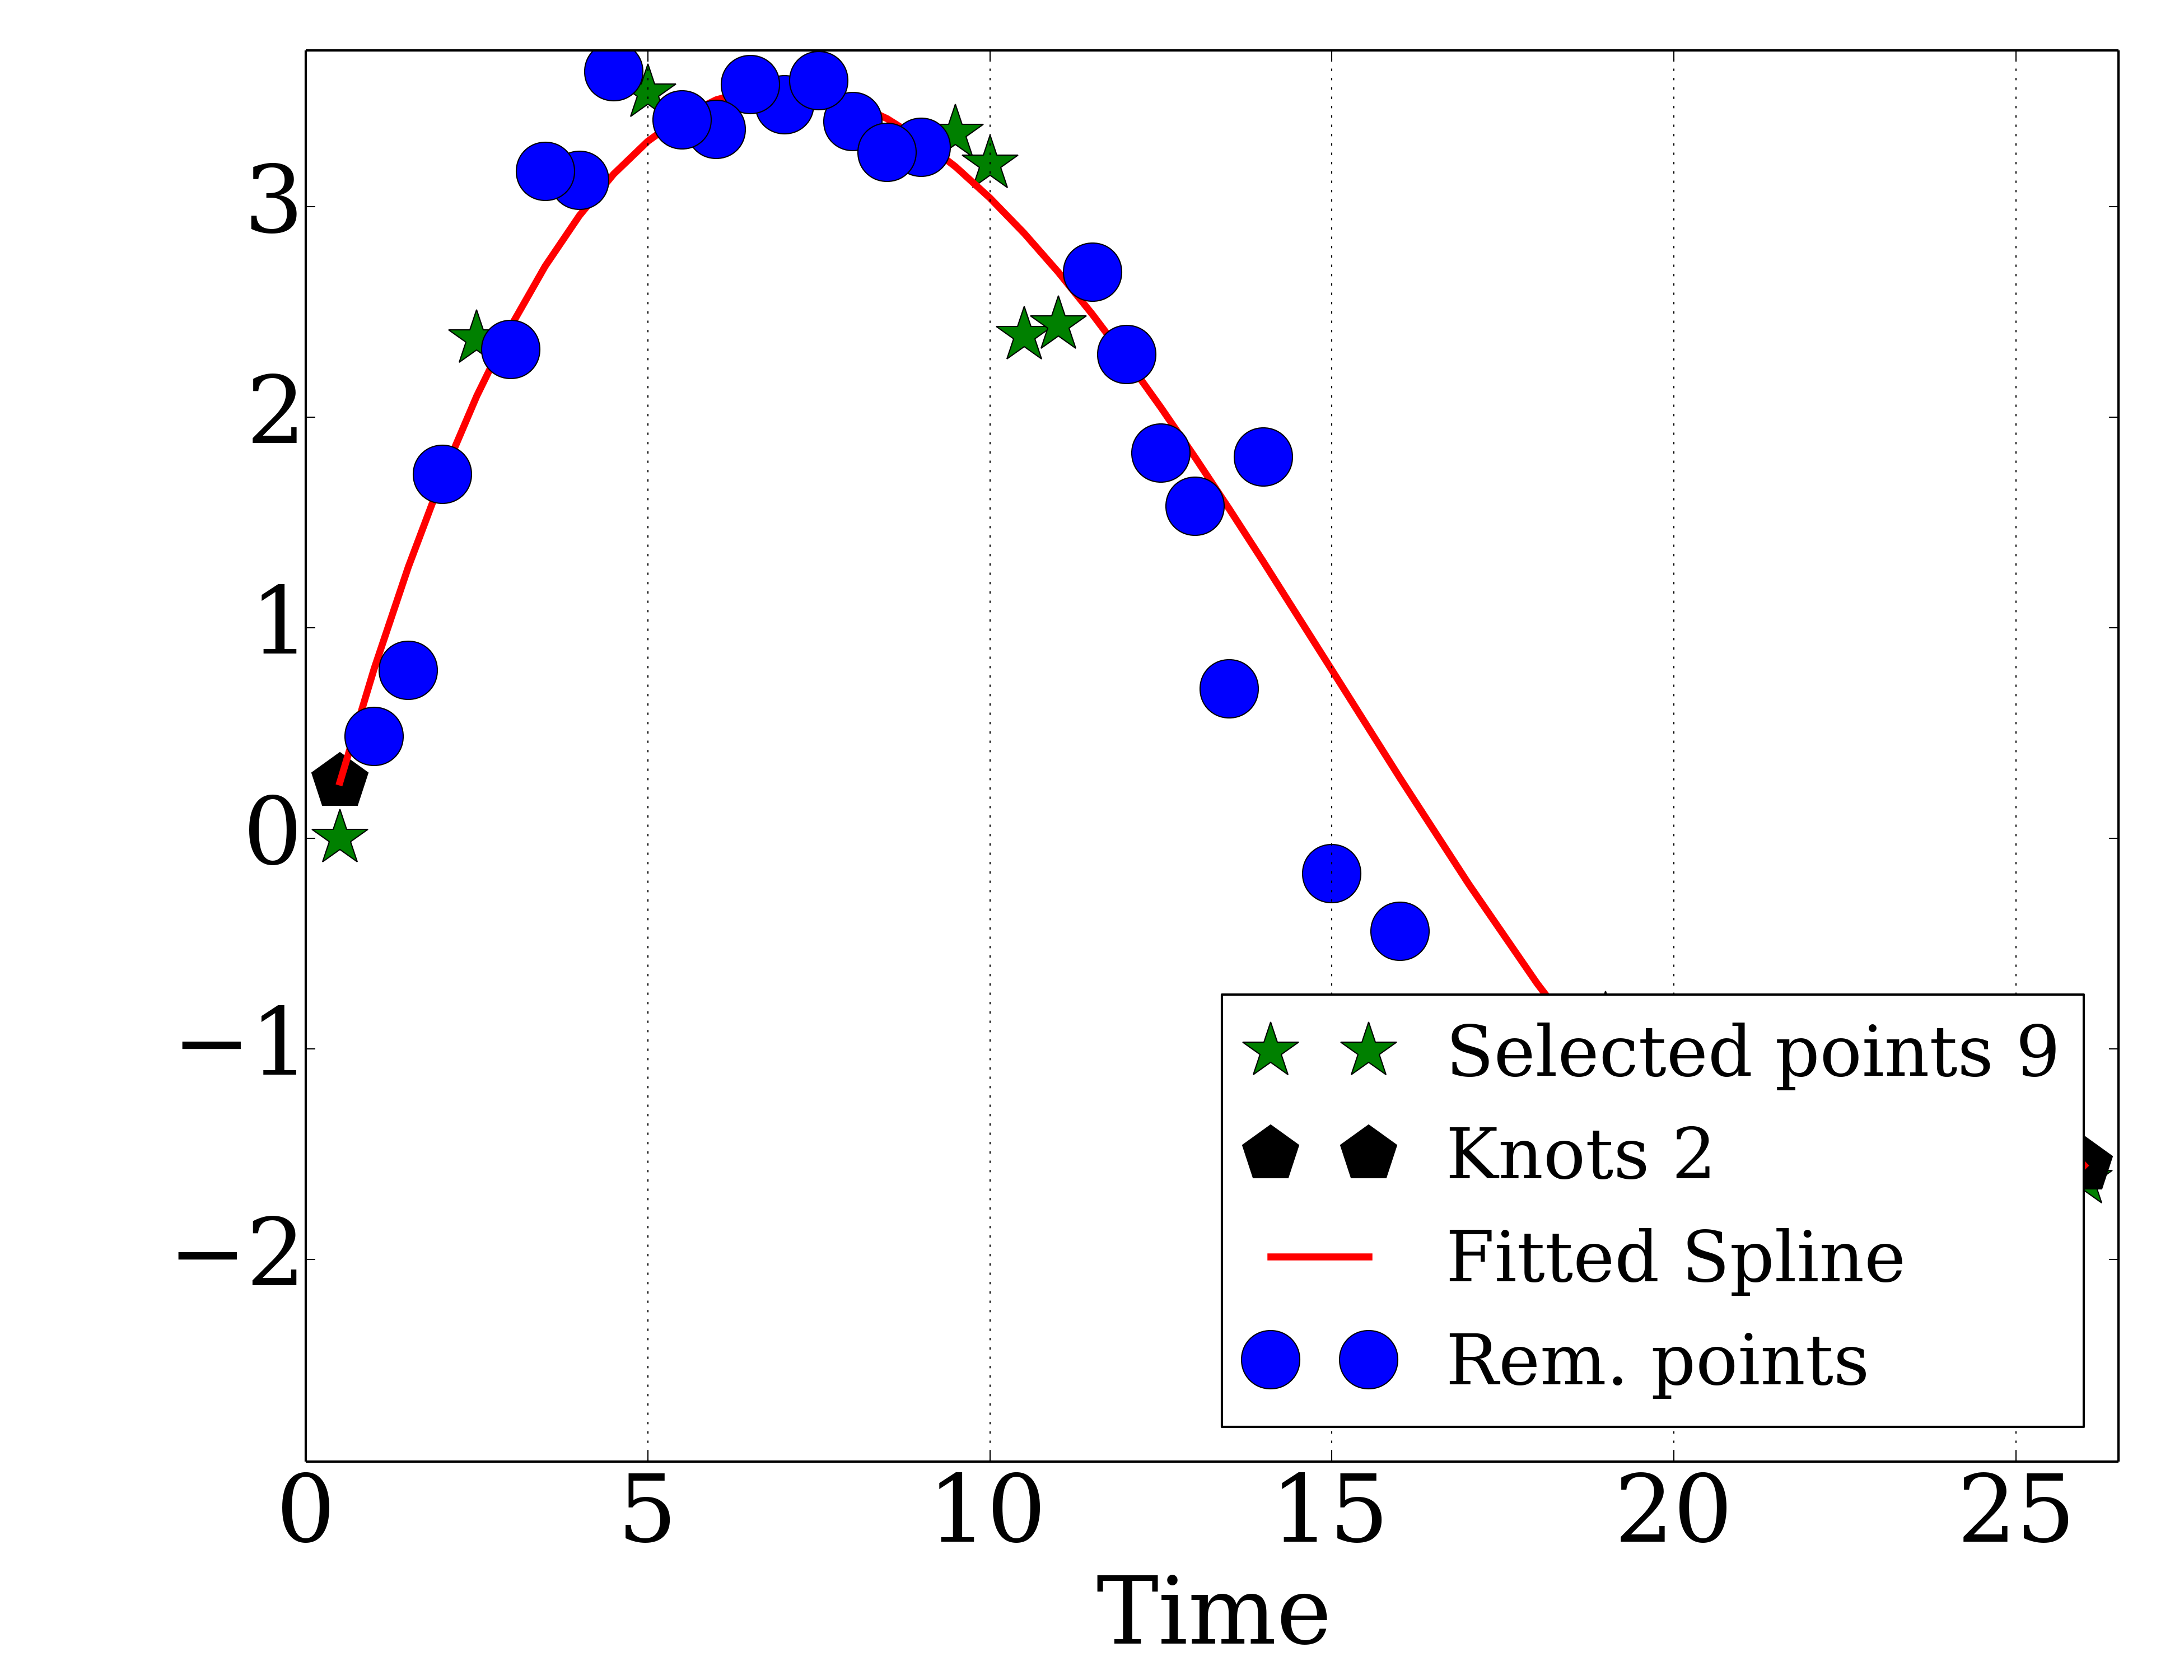 3
2
1
0
−1
−2
Selected points 9
Knots 2
Fitted Spline
Rem. points
0 5 10 15 20 25
Time